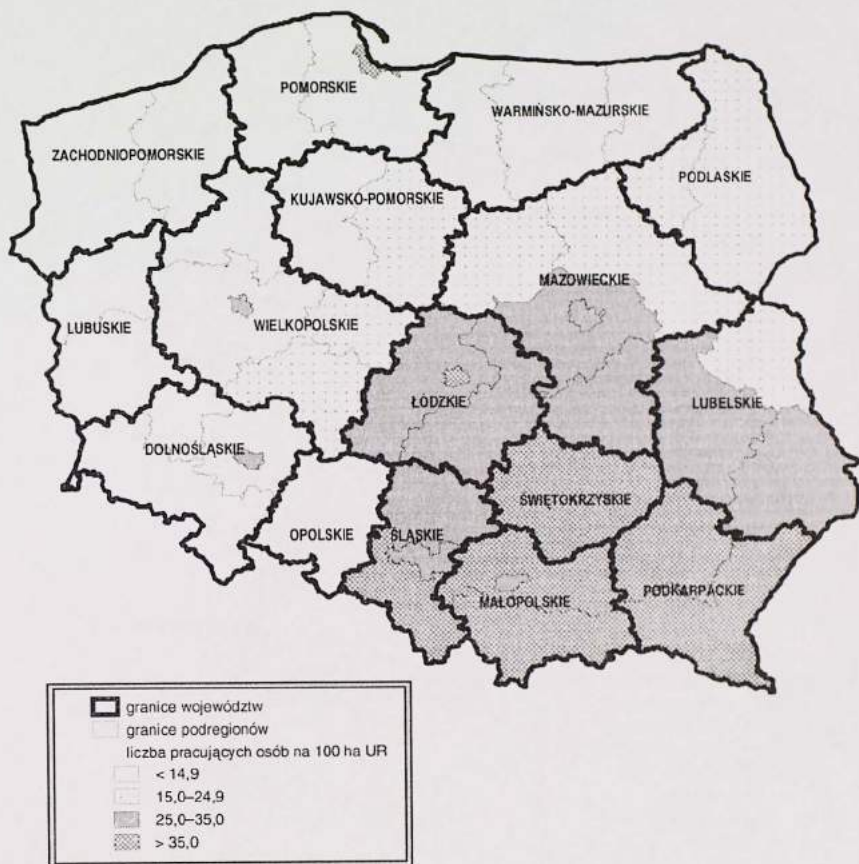 POMORSKIE
WARMIŃSKO-MAZURSKIE
ZACHODNIOPOMORSKIE
PODLASKIE
KUJAWSKO-POMORSKIE
MAZOWIECKIE
LUBUSKIE
WIELKOPOLSKIE
ŁÓDZKIE
LUBELSKIE
DOLNOŚLĄSKIE
ŚWIĘTOKRZYSKIE
OPOLSKIE
ŚLĄSKIE
MAŁOPOLSKIE
PODKARPACKIE
granice województw
granice podregionów
liczba pracujących osób na 100 ha UR
< 14,9
15,0–24,9
25,0–35,0
> 35,0